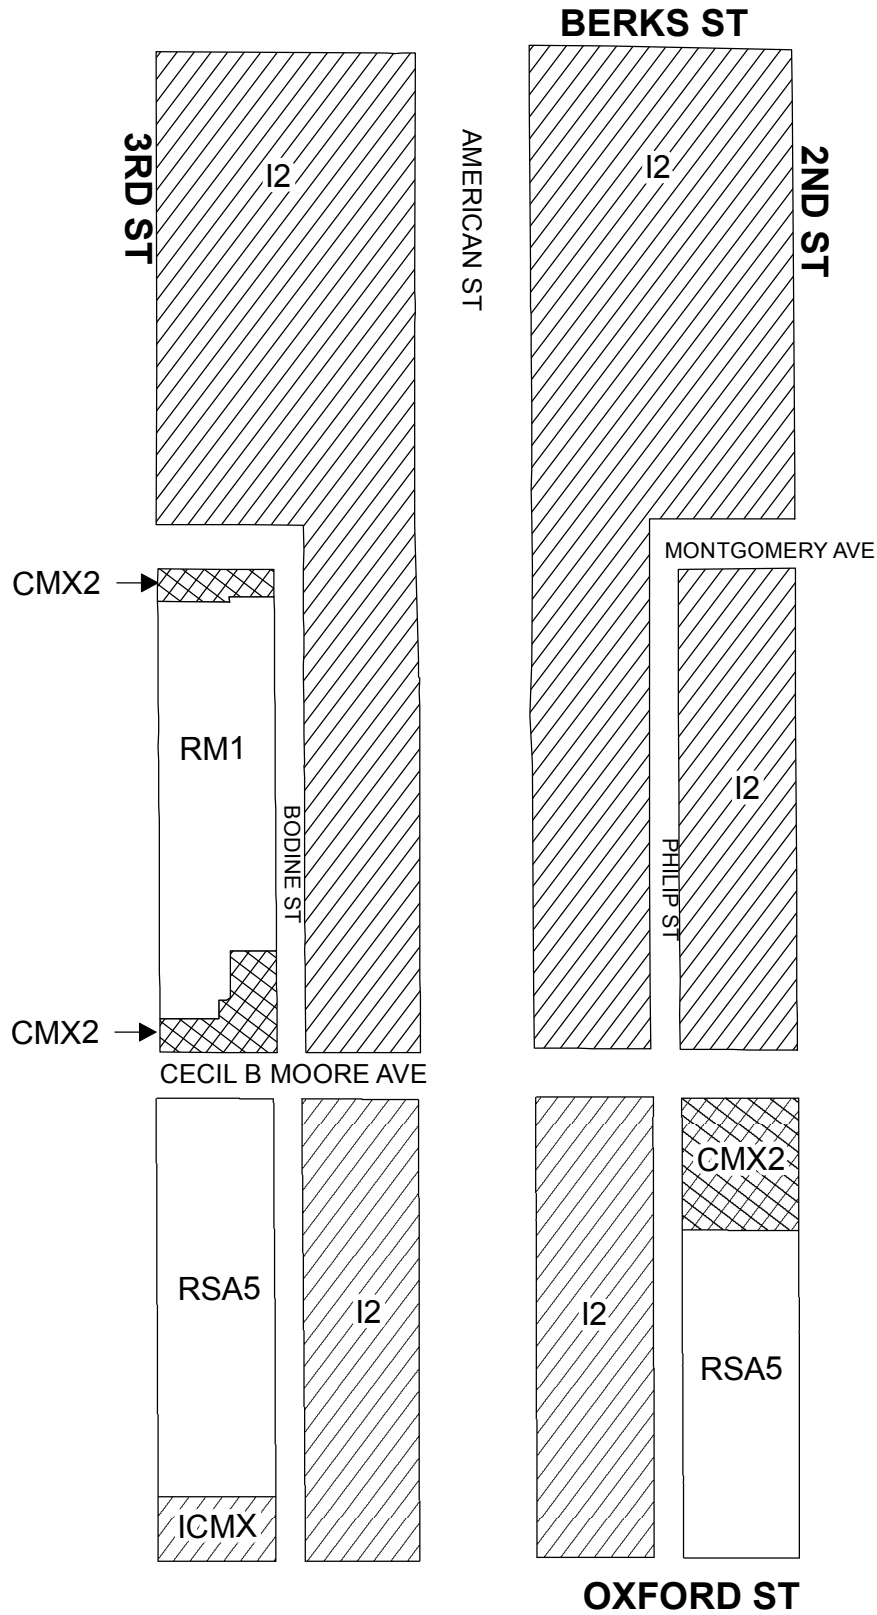 BERKS ST
3RD ST
I2
AMERICAN ST
I2
2ND ST
MONTGOMERY AVE
CMX2
RM1
I2
BODINE ST
PHILIP ST
CMX2
CECIL B MOORE AVE
CMX2
RSA5
I2
I2
RSA5
ICMX
OXFORD ST